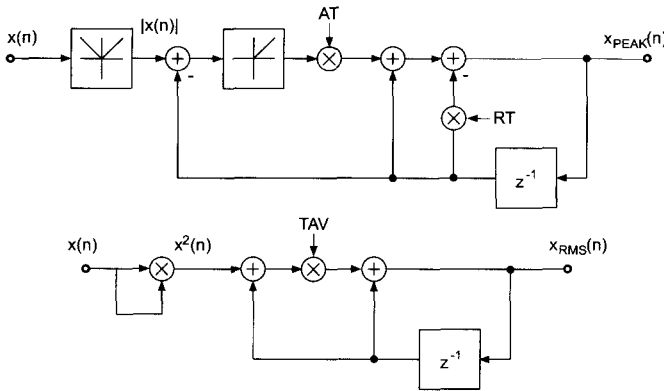 AT
x(n)
|x(n)|
x_PEAK(n)
-
-
RT
z^-1
TAV
x(n)
x^2(n)
x_RMS(n)
z^-1